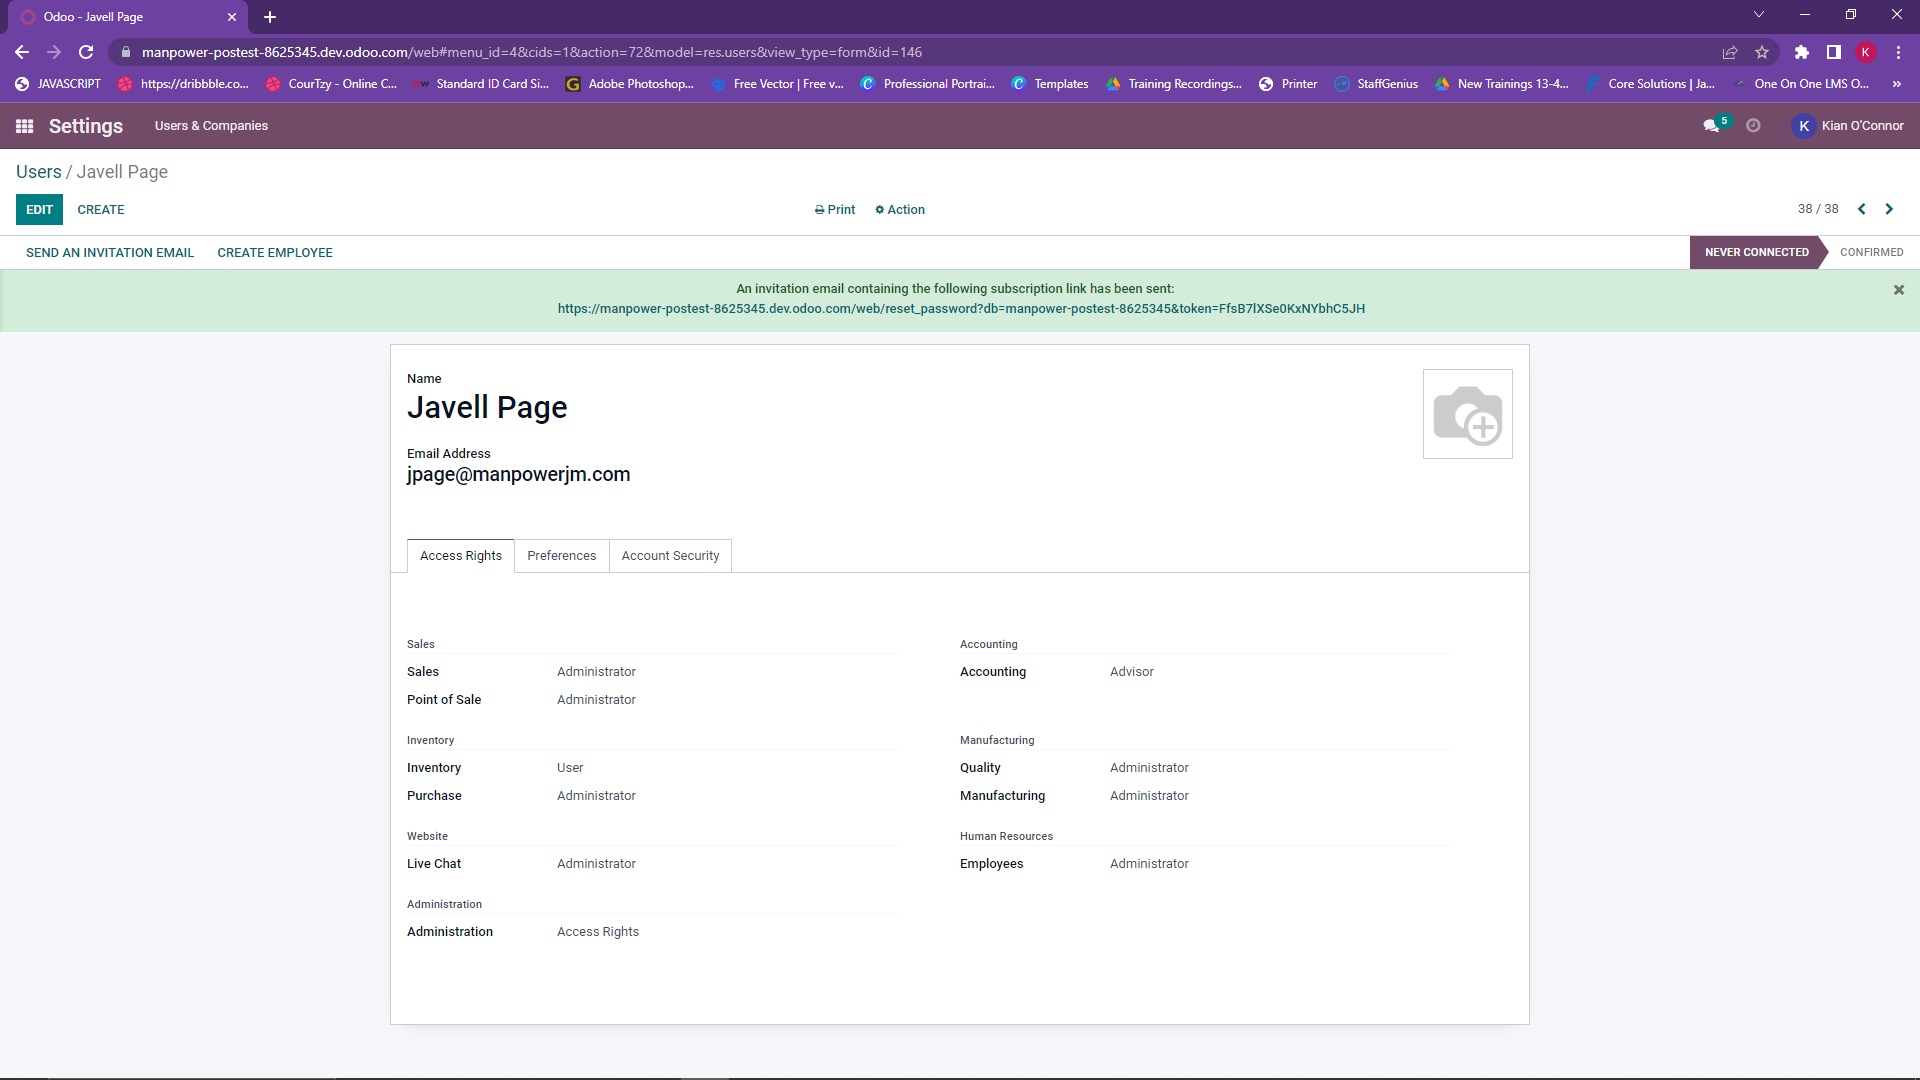 Odoo - Javell Page
manpower-postest-8625345.dev.odoo.com/web#menu_id=4&cids=1&action=72&model=res.users&view_type=form&id=146
K
JAVASCRIPT
https://dribbble.co...
CourTzy - Online C...
Standard ID Card Si...
Adobe Photoshop...
Free Vector | Free v...
Professional Portrai...
Templates
Training Recordings...
Printer
StaffGenius
New Trainings 13-4...
Core Solutions | Ja...
One On One LMS O...
»
Settings
Users & Companies
5
K
Kian O'Connor
Users / Javell Page
EDIT
CREATE
Print
Action
38 / 38
SEND AN INVITATION EMAIL
CREATE EMPLOYEE
NEVER CONNECTED
CONFIRMED
An invitation email containing the following subscription link has been sent:
https://manpower-postest-8625345.dev.odoo.com/web/reset_password?db=manpower-postest-8625345&token=FfsB7lXSe0KxNYbhC5JH
Name
Javell Page
Email Address
jpage@manpowerjm.com
Access Rights
Preferences
Account Security
Sales
Sales Administrator
Point of Sale Administrator
Accounting
Accounting Advisor
Inventory
Inventory User
Purchase Administrator
Manufacturing
Quality Administrator
Manufacturing Administrator
Website
Live Chat Administrator
Human Resources
Employees Administrator
Administration
Administration Access Rights